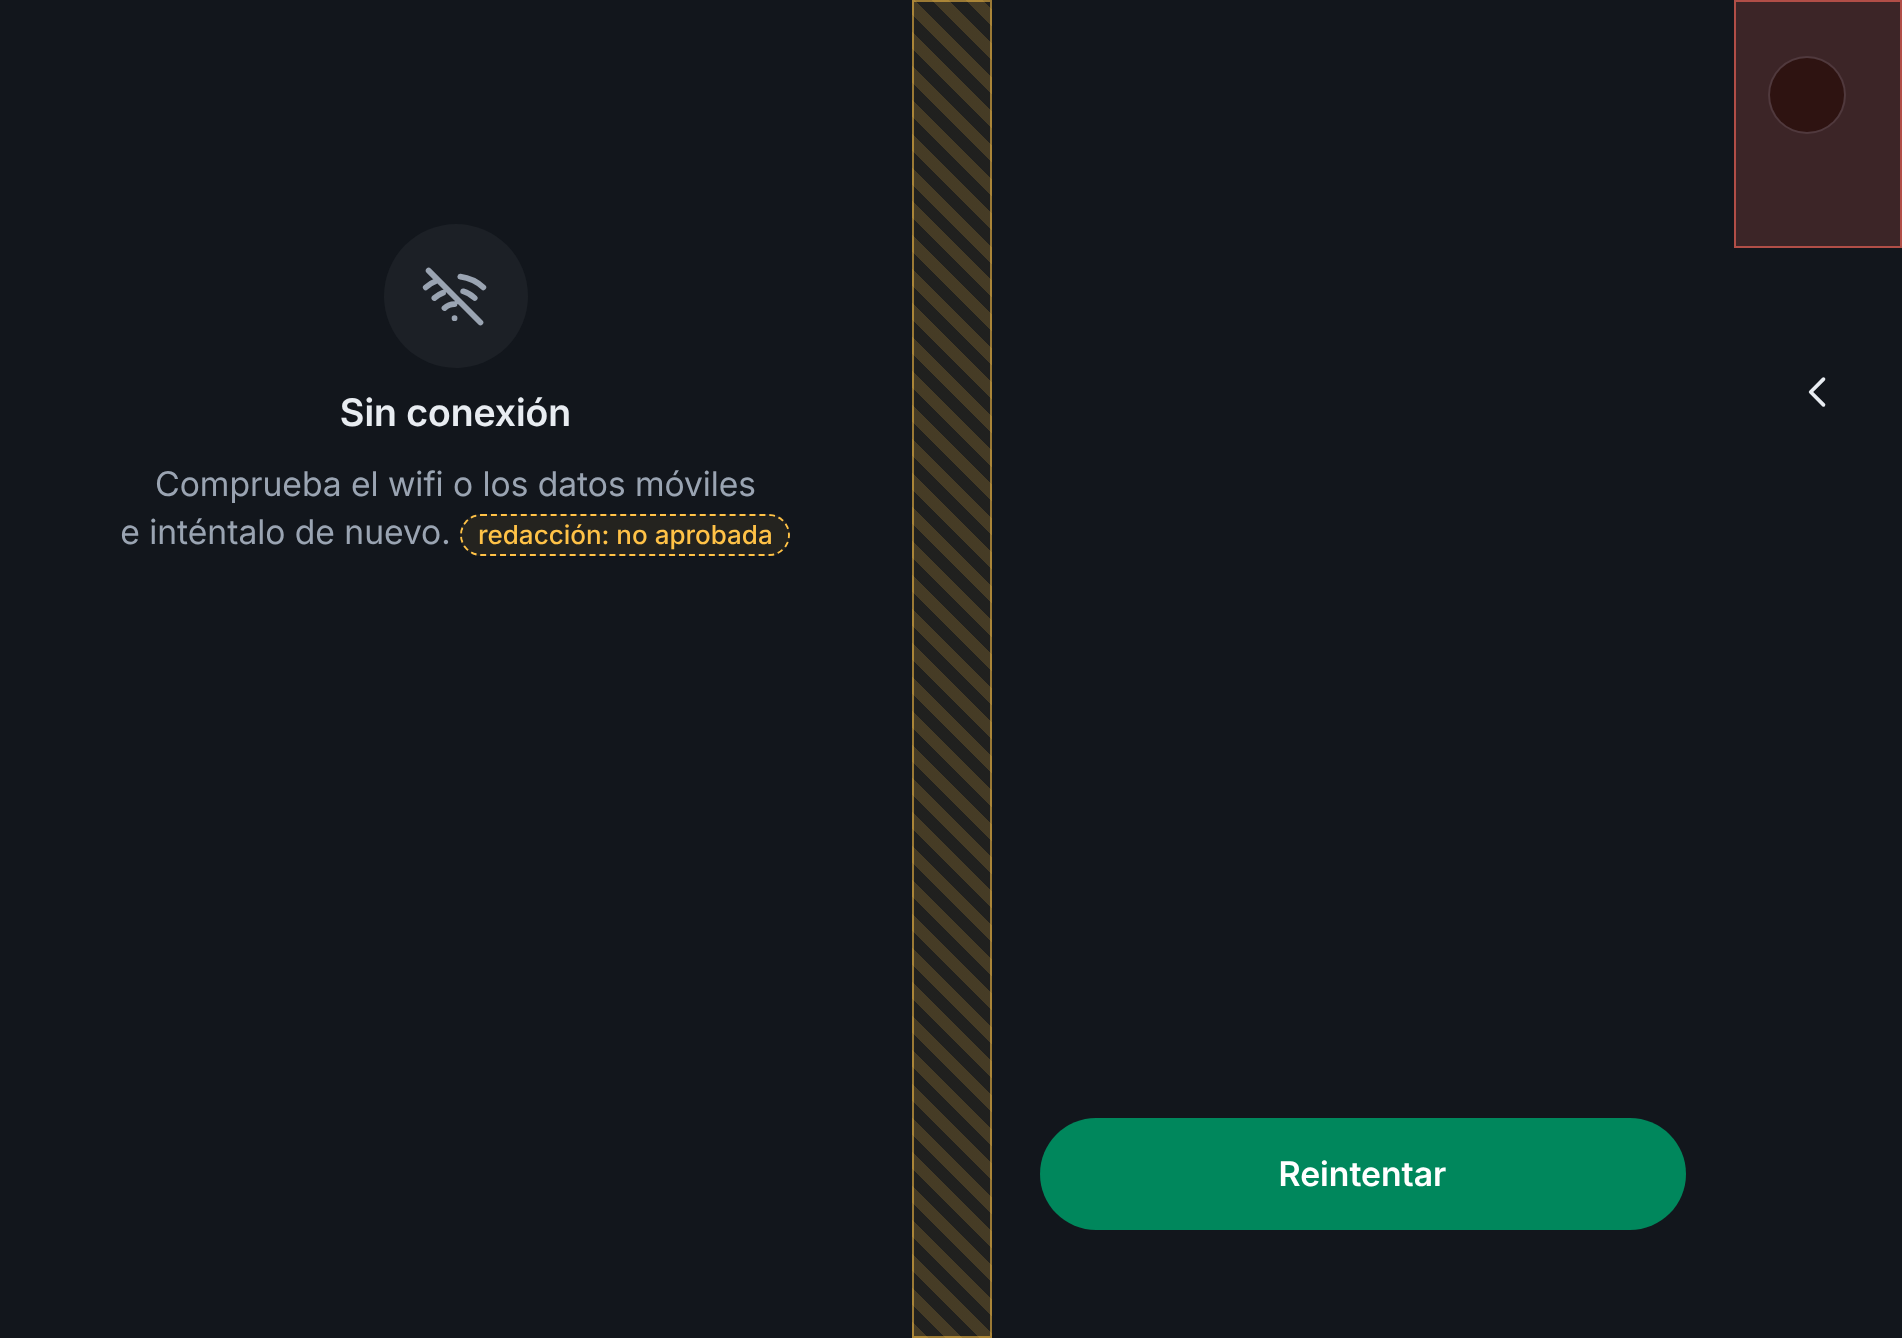 Sin conexión
Comprueba el wifi o los datos móviles
e inténtalo de nuevo. redacción: no aprobada
Reintentar